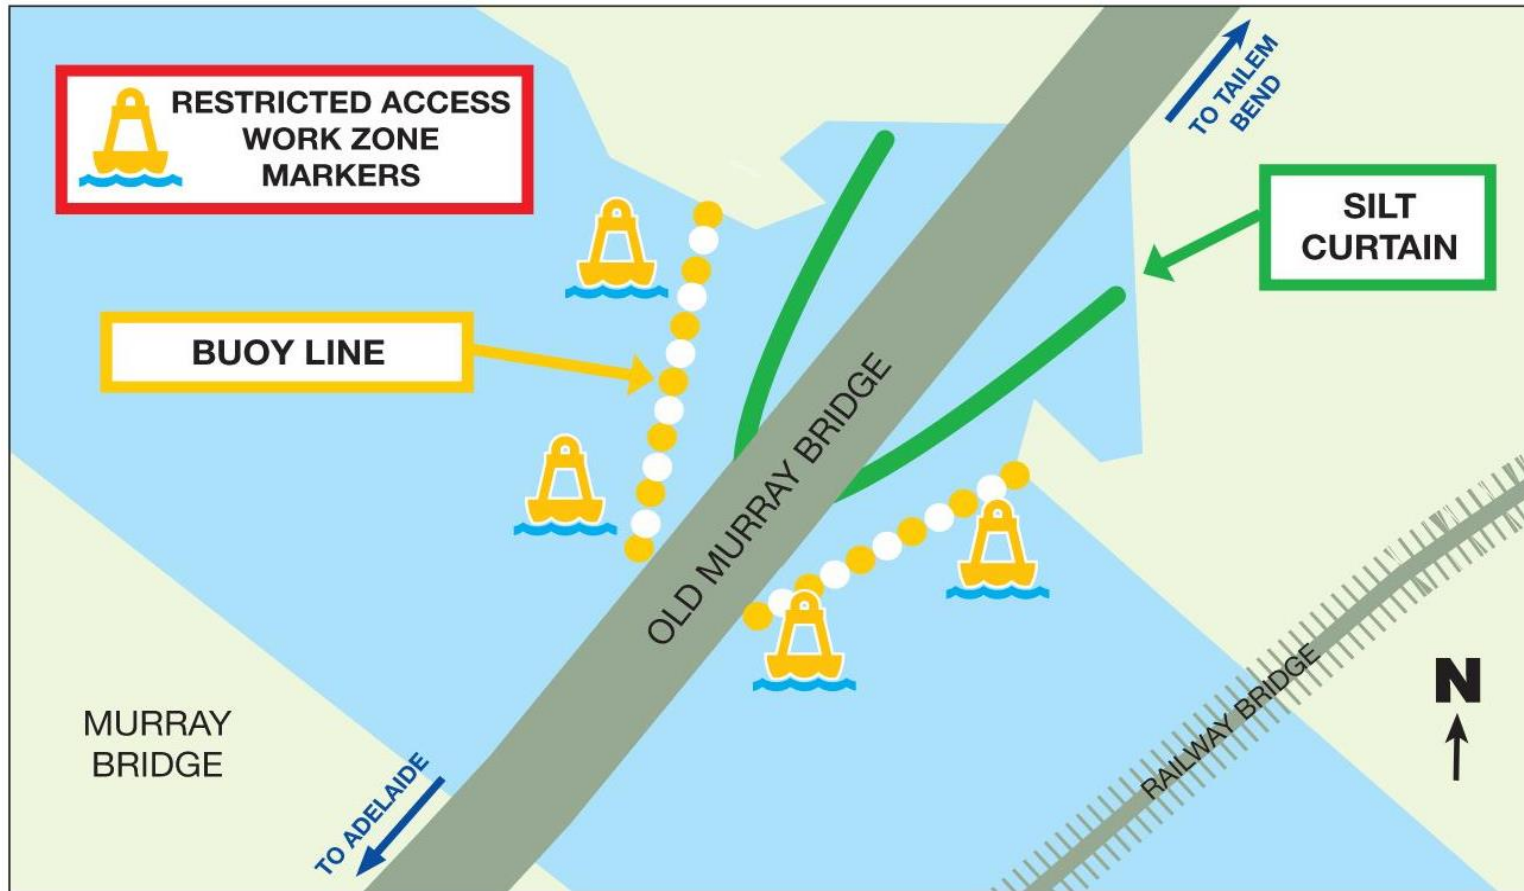 RESTRICTED ACCESS
WORK ZONE
MARKERS
TO TAILEM
BEND
SILT
CURTAIN
BUOY LINE
OLD MURRAY BRIDGE
RAILWAY BRIDGE
N
MURRAY
BRIDGE
TO ADELAIDE